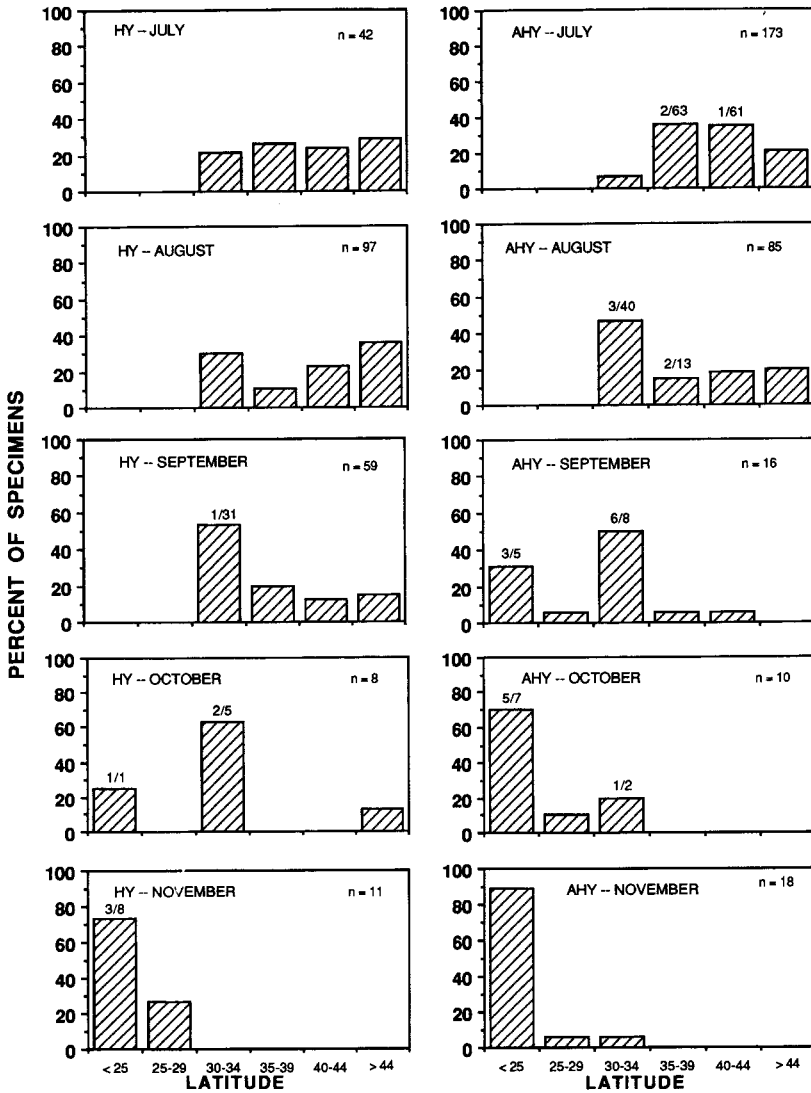 PERCENT OF SPECIMENS
HY -- JULY
n = 42
100
80
60
40
20
0
AHY -- JULY
n = 173
100
80
60
40
20
0
2/63
1/61
HY -- AUGUST
n = 97
100
80
60
40
20
0
AHY -- AUGUST
n = 85
100
80
60
40
20
0
3/40
2/13
HY -- SEPTEMBER
n = 59
100
80
60
40
20
0
1/31
AHY -- SEPTEMBER
n = 16
100
80
60
40
20
0
3/5
6/8
HY -- OCTOBER
n = 8
100
80
60
40
20
0
1/1
2/5
AHY -- OCTOBER
n = 10
100
80
60
40
20
0
5/7
1/2
HY -- NOVEMBER
n = 11
100
80
60
40
20
0
3/8
AHY -- NOVEMBER
n = 18
100
80
60
40
20
0
< 25 25-29 30-34 35-39 40-44 > 44
LATITUDE
< 25 25-29 30-34 35-39 40-44 > 44
LATITUDE